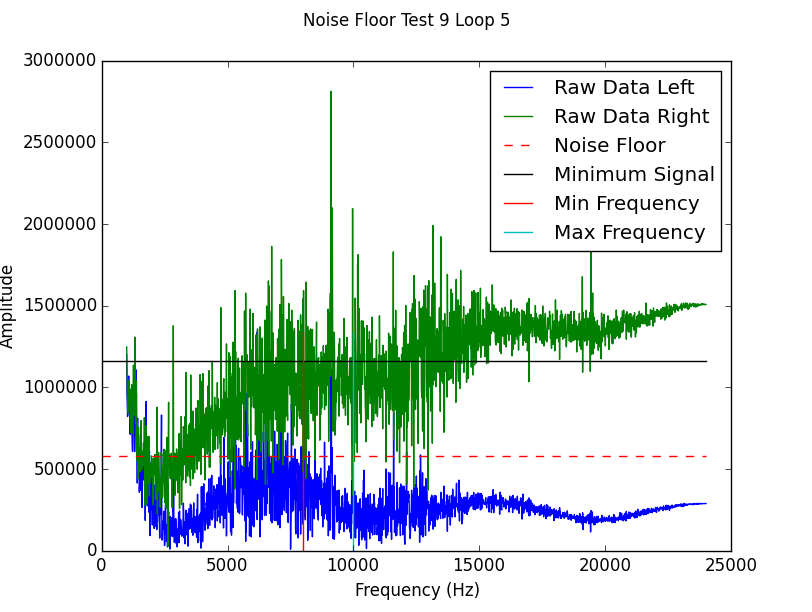 Noise Floor Test 9 Loop 5
3000000
2500000
2000000
1500000
1000000
500000
0
Amplitude
Raw Data Left
Raw Data Right
Noise Floor
Minimum Signal
Min Frequency
Max Frequency
0 5000 10000 15000 20000 25000
Frequency (Hz)